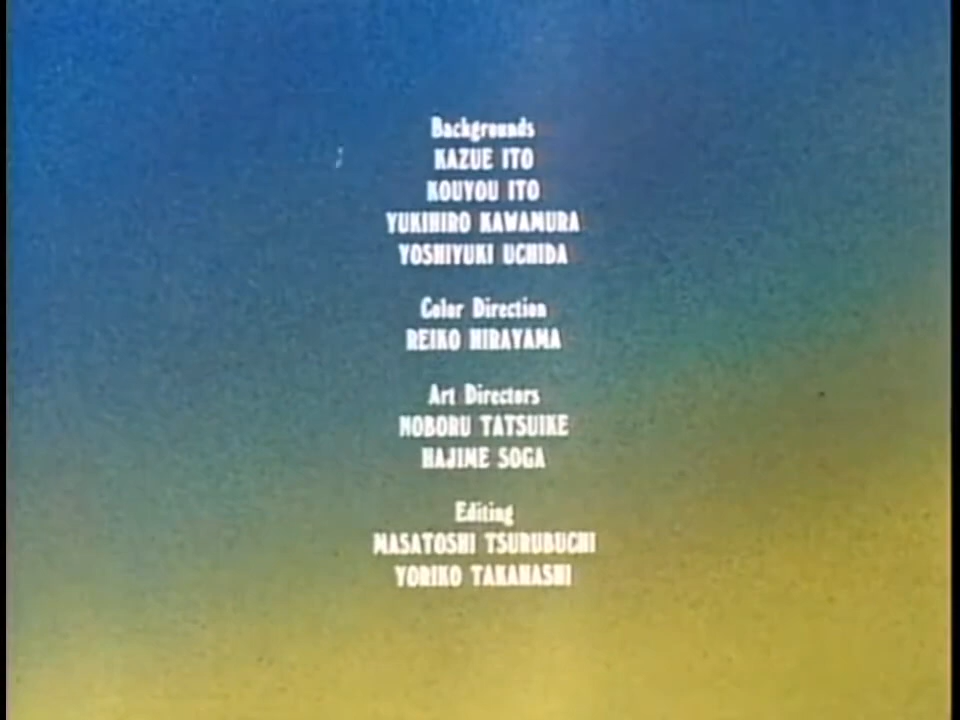 Backgrounds
KAZUE ITO
KOUYOU ITO
YUKIHIRO KAWAMURA
YOSHIYUKI UCHIDA
Color Direction
REIKO HIRAYAMA
Art Directors
NOBORU TATSUIKE
HAJIME SOGA
Editing
MASATOSHI TSURUBUCHI
YORIKO TAKAHASHI